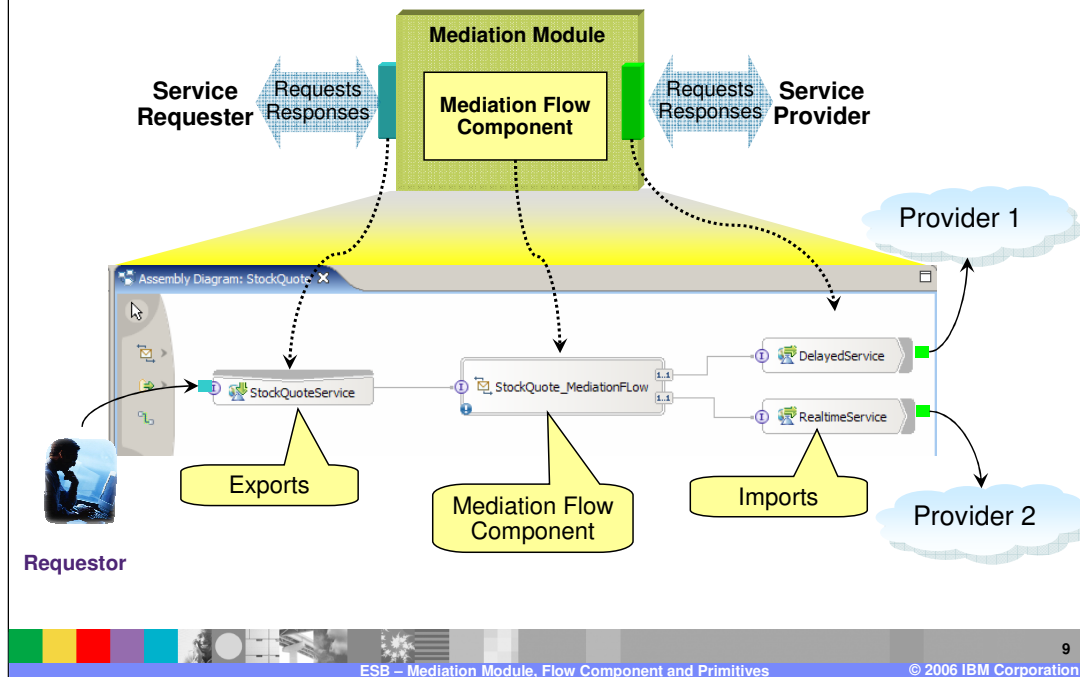 Mediation Module
Service
Requester
Requests
Responses
Mediation Flow
Component
Requests
Responses
Service
Provider
Provider 1
Assembly Diagram: StockQuote
StockQuoteService
StockQuote_MediationFLow
1..1
1..1
DelayedService
RealtimeService
I
I
I
I
Exports
Mediation Flow
Component
Imports
Provider 2
Requestor
9
ESB – Mediation Module, Flow Component and Primitives
© 2006 IBM Corporation